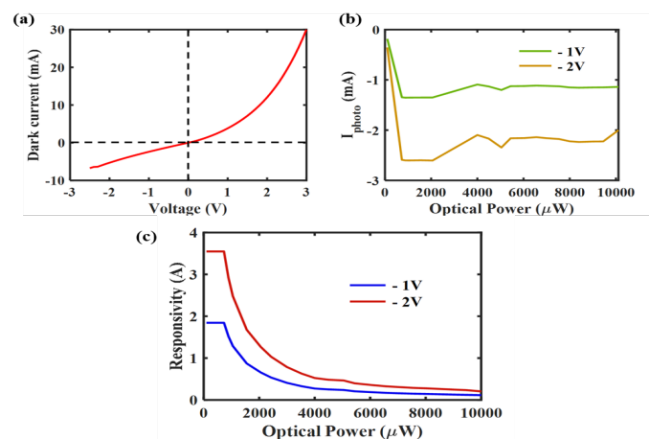 (a)
Dark current (mA)
30
20
10
0
-10
-3 -2 -1 0 1 2 3
Voltage (V)
(b)
I_photo (mA)
0
-1
-2
-3
- 1V
- 2V
0 2000 4000 6000 8000 10000
Optical Power (μW)
(c)
Responsivity (A)
4
3
2
1
0
- 1V
- 2V
0 2000 4000 6000 8000 10000
Optical Power (μW)